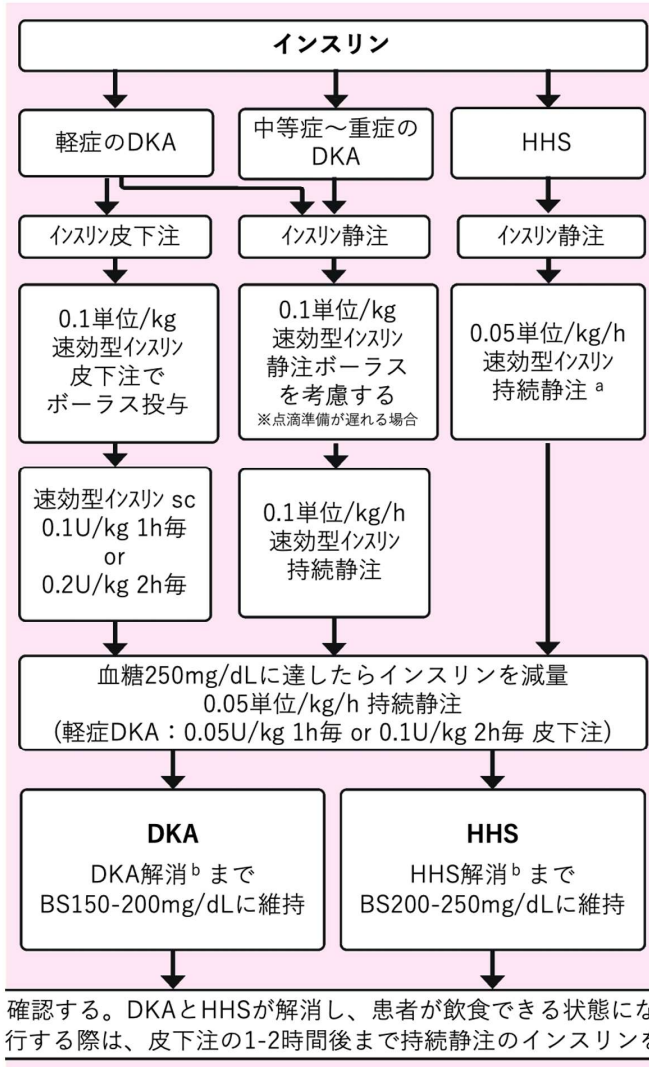 インスリン
軽症のDKA
中等症～重症の
DKA
HHS
インスリン皮下注
インスリン静注
インスリン静注
0.1単位/kg
速効型インスリン
皮下注で
ボーラス投与
0.1単位/kg
速効型インスリン
静注ボーラス
を考慮する
※点滴準備が遅れる場合
0.05単位/kg/h
速効型インスリン
持続静注 a
速効型インスリン sc
0.1U/kg 1h毎
or
0.2U/kg 2h毎
0.1単位/kg/h
速効型インスリン
持続静注
血糖250mg/dLに達したらインスリンを減量
0.05単位/kg/h 持続静注
(軽症DKA：0.05U/kg 1h毎 or 0.1U/kg 2h毎 皮下注)
DKA
DKA解消b まで
BS150-200mg/dLに維持
HHS
HHS解消b まで
BS200-250mg/dLに維持
確認する。DKAとHHSが解消し、患者が飲食できる状態にな
行する際は、皮下注の1-2時間後まで持続静注のインスリンを